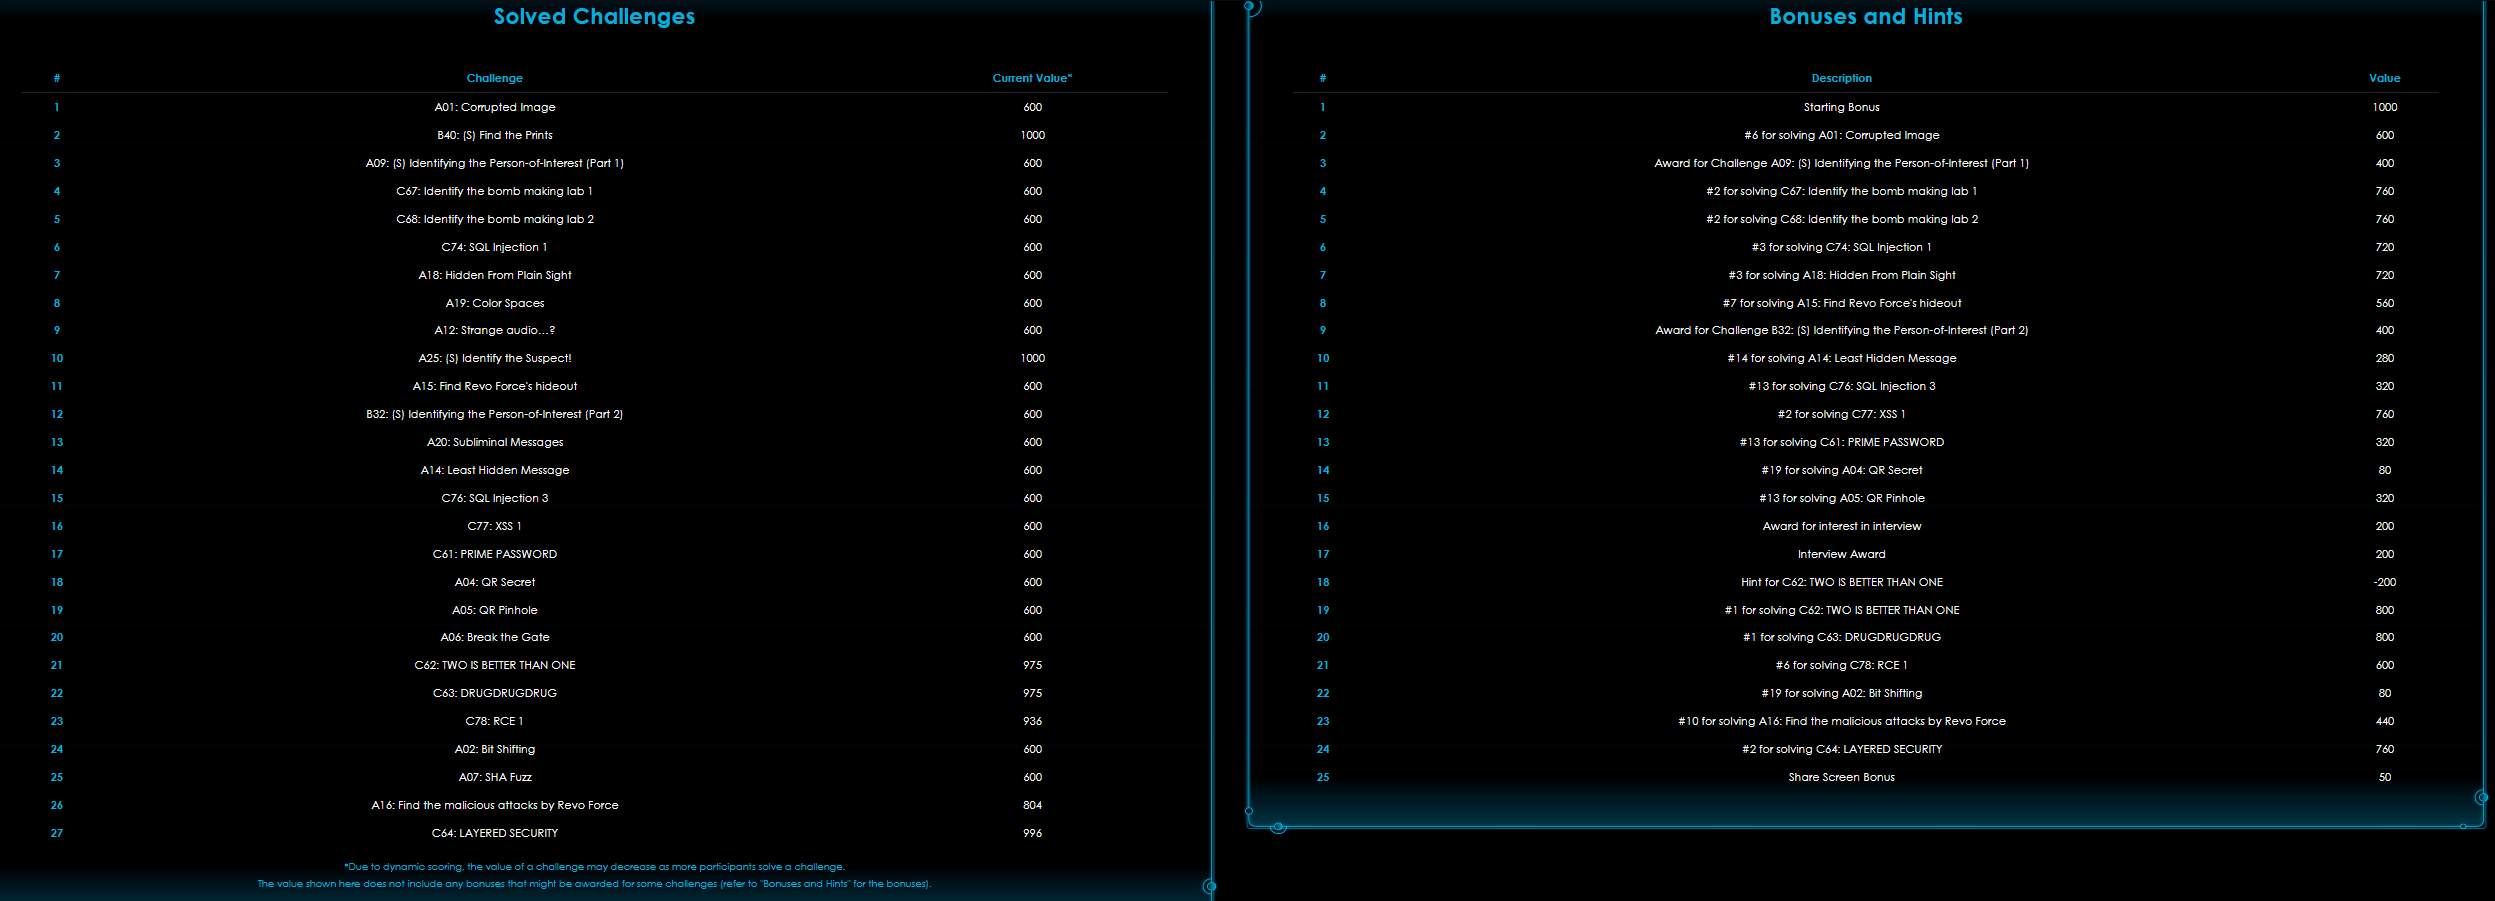 Solved Challenges
# Challenge Current Value*
1 A01: Corrupted Image 600
2 B40: (S) Find the Prints 1000
3 A09: (S) Identifying the Person-of-Interest (Part 1) 600
4 C67: Identify the bomb making lab 1 600
5 C68: Identify the bomb making lab 2 600
6 C74: SQL Injection 1 600
7 A18: Hidden From Plain Sight 600
8 A19: Color Spaces 600
9 A12: Strange audio...? 600
10 A25: (S) Identify the Suspect! 1000
11 A15: Find Revo Force's hideout 600
12 B32: (S) Identifying the Person-of-Interest (Part 2) 600
13 A20: Subliminal Messages 600
14 A14: Least Hidden Message 600
15 C76: SQL Injection 3 600
16 C77: XSS 1 600
17 C61: PRIME PASSWORD 600
18 A04: QR Secret 600
19 A05: QR Pinhole 600
20 A06: Break the Gate 600
21 C62: TWO IS BETTER THAN ONE 975
22 C63: DRUGDRUGDRUG 975
23 C78: RCE 1 936
24 A02: Bit Shifting 600
25 A07: SHA Fuzz 600
26 A16: Find the malicious attacks by Revo Force 804
27 C64: LAYERED SECURITY 996
*Due to dynamic scoring, the value of a challenge may decrease as more participants solve a challenge.
The value shown here does not include any bonuses that might be awarded for some challenges (refer to "Bonuses and Hints" for the bonuses).
Bonuses and Hints
# Description Value
1 Starting Bonus 1000
2 #6 for solving A01: Corrupted Image 600
3 Award for Challenge A09: (S) Identifying the Person-of-Interest (Part 1) 400
4 #2 for solving C67: Identify the bomb making lab 1 760
5 #2 for solving C68: Identify the bomb making lab 2 760
6 #3 for solving C74: SQL Injection 1 720
7 #3 for solving A18: Hidden From Plain Sight 720
8 #7 for solving A15: Find Revo Force's hideout 560
9 Award for Challenge B32: (S) Identifying the Person-of-Interest (Part 2) 400
10 #14 for solving A14: Least Hidden Message 280
11 #13 for solving C76: SQL Injection 3 320
12 #2 for solving C77: XSS 1 760
13 #13 for solving C61: PRIME PASSWORD 320
14 #19 for solving A04: QR Secret 80
15 #13 for solving A05: QR Pinhole 320
16 Award for interest in interview 200
17 Interview Award 200
18 Hint for C62: TWO IS BETTER THAN ONE -200
19 #1 for solving C62: TWO IS BETTER THAN ONE 800
20 #1 for solving C63: DRUGDRUGDRUG 800
21 #6 for solving C78: RCE 1 600
22 #19 for solving A02: Bit Shifting 80
23 #10 for solving A16: Find the malicious attacks by Revo Force 440
24 #2 for solving C64: LAYERED SECURITY 760
25 Share Screen Bonus 50